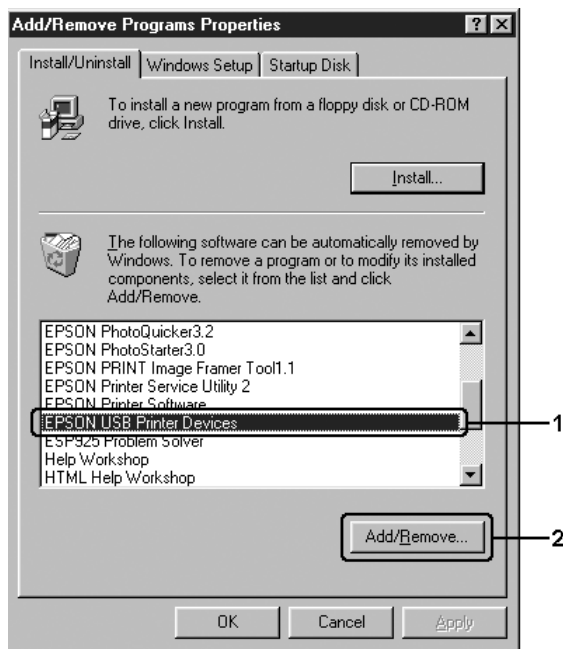 Add/Remove Programs Properties
Install/Uninstall Windows Setup Startup Disk
To install a new program from a floppy disk or CD-ROM
drive, click Install.
Install...
The following software can be automatically removed by
Windows. To remove a program or to modify its installed
components, select it from the list and click
Add/Remove.
EPSON PhotoQuicker3.2
EPSON PhotoStarter3.0
EPSON PRINT Image Framer Tool1.1
EPSON Printer Service Utility 2
EPSON Printer Software
EPSON USB Printer Devices
1
ESP925 Problem Solver
Help Workshop
HTML Help Workshop
Add/Remove...
2
OK Cancel Apply